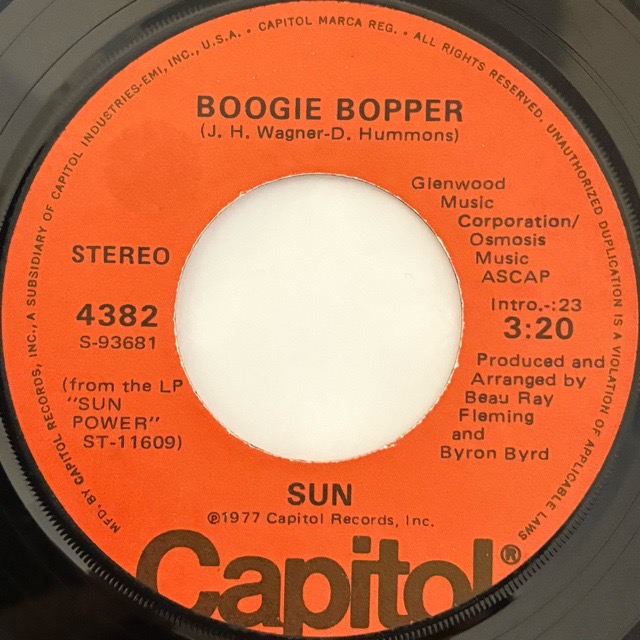 MFD. BY CAPITOL RECORDS, INC., A SUBSIDIARY OF CAPITOL INDUSTRIES-EMI, INC., U.S.A. • CAPITOL MARCA REG. • ALL RIGHTS RESERVED. UNAUTHORIZED DUPLICATION IS A VIOLATION OF APPLICABLE LAWS
BOOGIE BOPPER
(J. H. Wagner-D. Hummons)
Glenwood
Music
Corporation/
Osmosis
Music
ASCAP
STEREO
4382
S-93681
Intro.-:23
3:20
(from the LP
"SUN
POWER"
ST-11609)
Produced and
Arranged by
Beau Ray
Fleming
and
Byron Byrd
SUN
℗1977 Capitol Records, Inc.
Capitol®